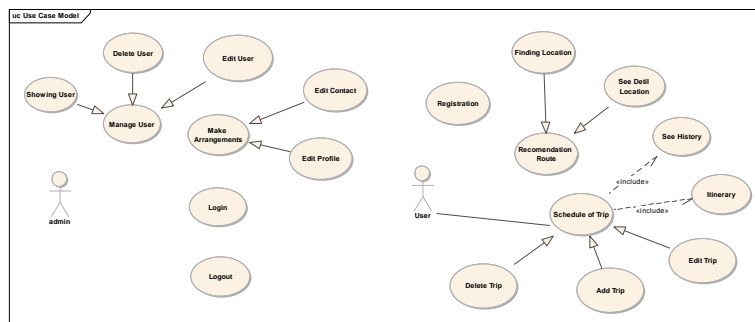 uc Use Case Model
Delete User
Edit User
Showing User
Manage User
Edit Contact
Make
Arrangements
Edit Profile
admin
Login
Logout
Finding Location
See Detil
Location
Registration
Recomendation
Route
See History
«include»
Itinerary
«include»
User
Schedule of Trip
Edit Trip
Delete Trip
Add Trip